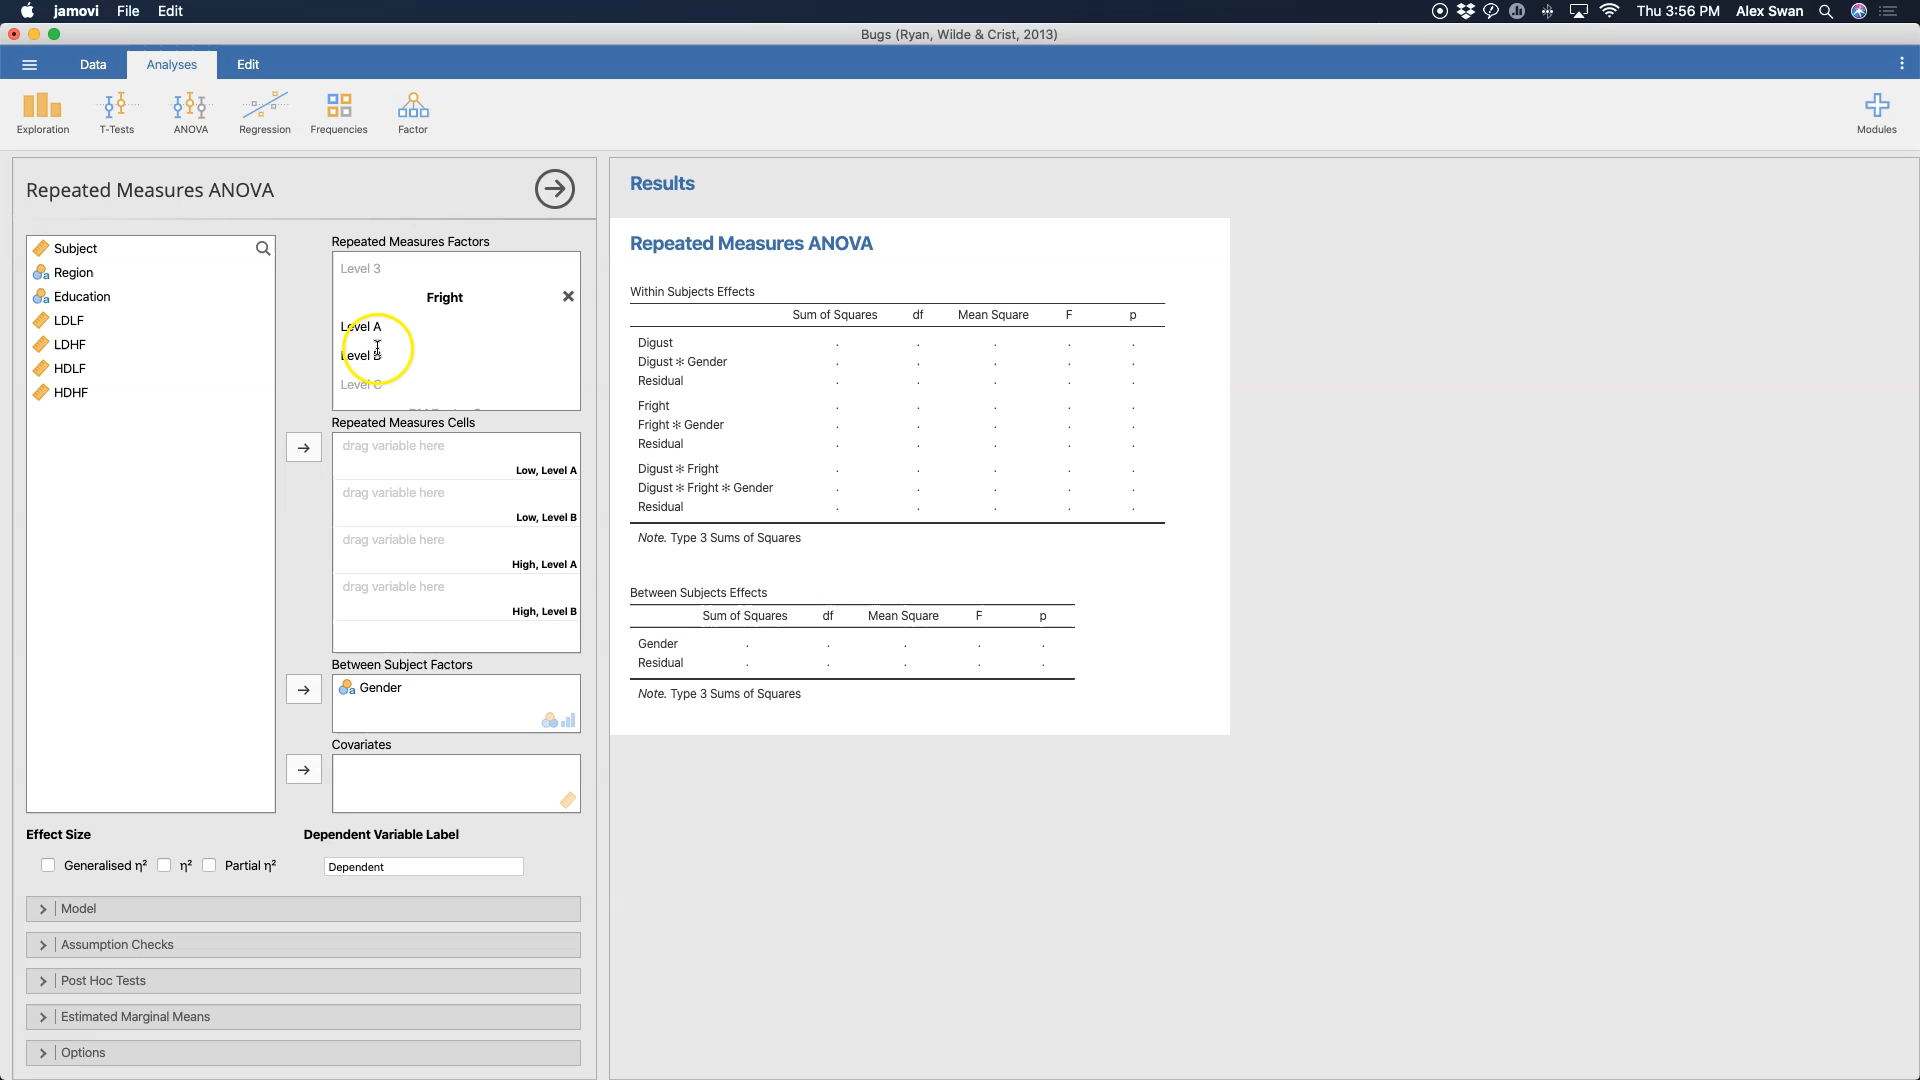 jamovi File Edit Thu 3:56 PM Alex Swan
Bugs (Ryan, Wilde & Crist, 2013)
Data Analyses Edit
Exploration T-Tests ANOVA Regression Frequencies Factor Modules
Repeated Measures ANOVA
Subject
Region
Education
LDLF
LDHF
HDLF
HDHF
Repeated Measures Factors
Level 3
Fright
Level A
Level B
Level C
Repeated Measures Cells
drag variable here
Low, Level A
drag variable here
Low, Level B
drag variable here
High, Level A
drag variable here
High, Level B
Between Subject Factors
Gender
Covariates
Effect Size Dependent Variable Label
Generalised η² η² Partial η² Dependent
Model
Assumption Checks
Post Hoc Tests
Estimated Marginal Means
Options
Results
Repeated Measures ANOVA
Within Subjects Effects
Sum of Squares df Mean Square F p
Digust . . . . .
Digust ✻ Gender . . . . .
Residual . . . . .
Fright . . . . .
Fright ✻ Gender . . . . .
Residual . . . . .
Digust ✻ Fright . . . . .
Digust ✻ Fright ✻ Gender . . . . .
Residual . . . . .
Note. Type 3 Sums of Squares
Between Subjects Effects
Sum of Squares df Mean Square F p
Gender . . . . .
Residual . . . . .
Note. Type 3 Sums of Squares